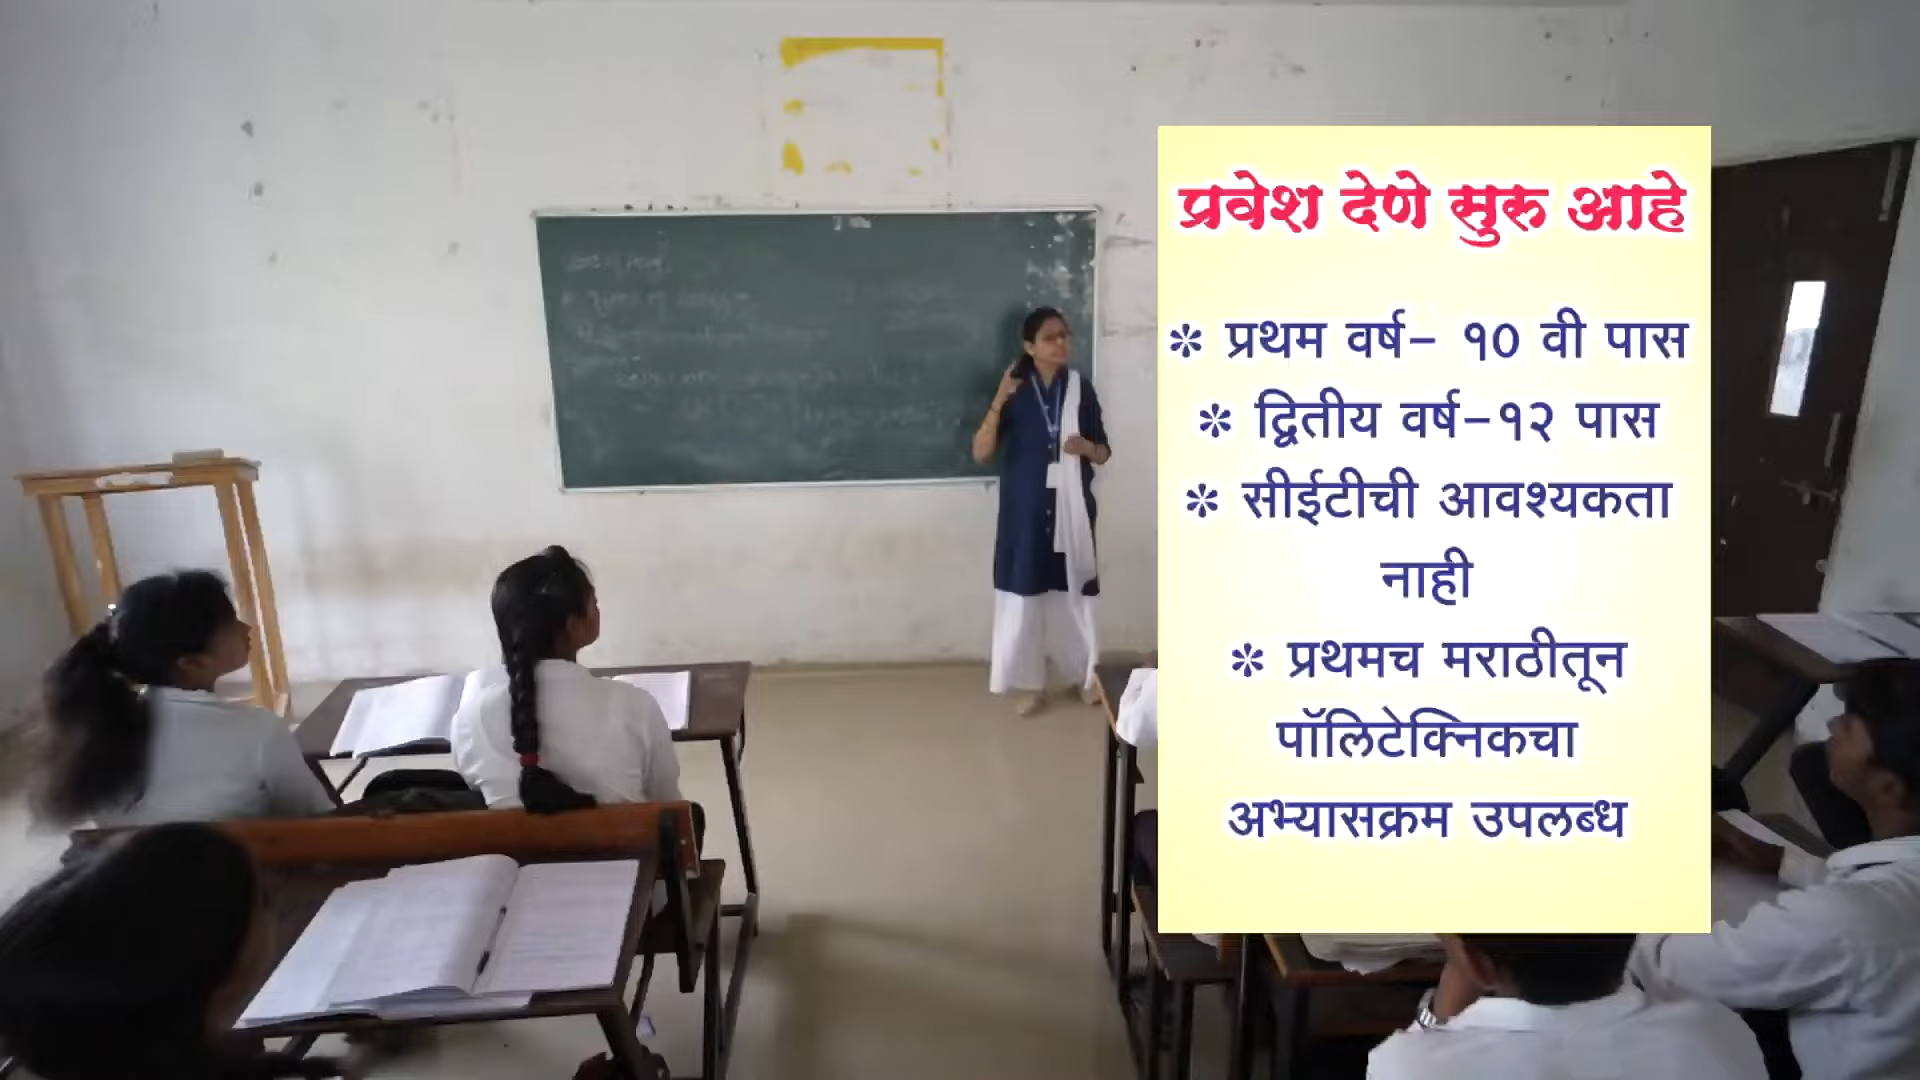 प्रवेश देणे सुरु आहे
* प्रथम वर्ष- १० वी पास
* द्वितीय वर्ष-१२ पास
* सीईटीची आवश्यकता
नाही
* प्रथमच मराठीतून
पॉलिटेक्निकचा
अभ्यासक्रम उपलब्ध